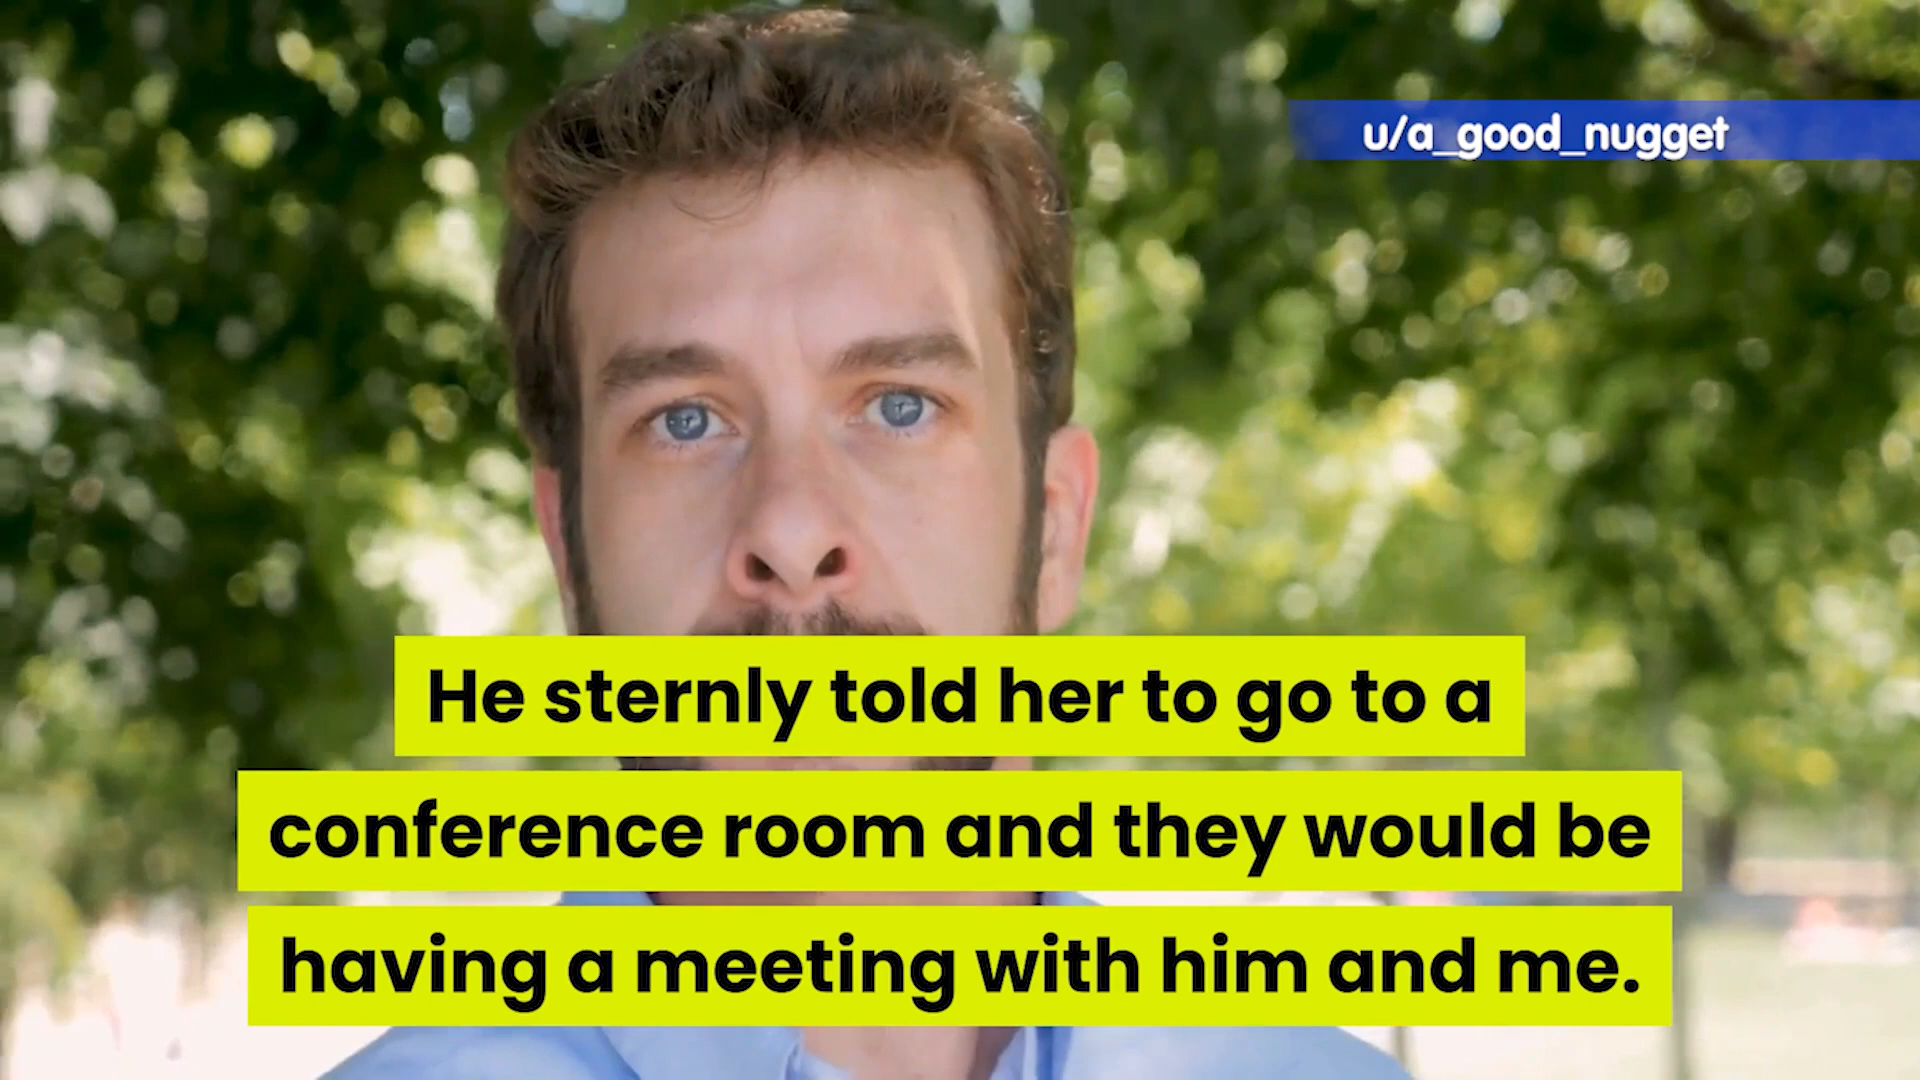 u/a_good_nugget
He sternly told her to go to a
conference room and they would be
having a meeting with him and me.